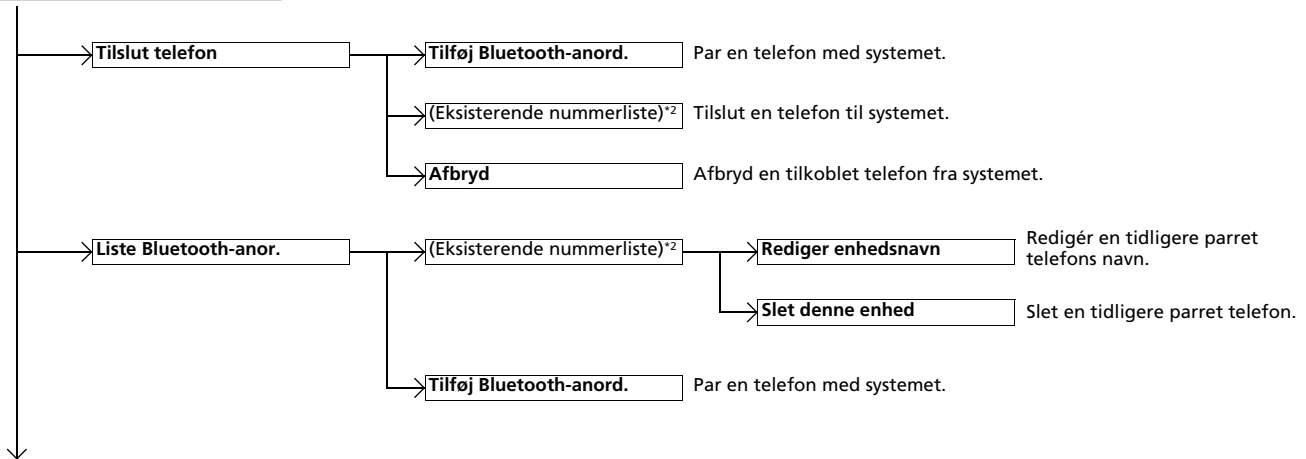 Tilslut telefon
Tilføj Bluetooth-anord.
Par en telefon med systemet.
(Eksisterende nummerliste)*2
Tilslut en telefon til systemet.
Afbryd
Afbryd en tilkoblet telefon fra systemet.
Liste Bluetooth-anor.
(Eksisterende nummerliste)*2
Rediger enhedsnavn
Redigér en tidligere parret
telefons navn.
Slet denne enhed
Slet en tidligere parret telefon.
Tilføj Bluetooth-anord.
Par en telefon med systemet.